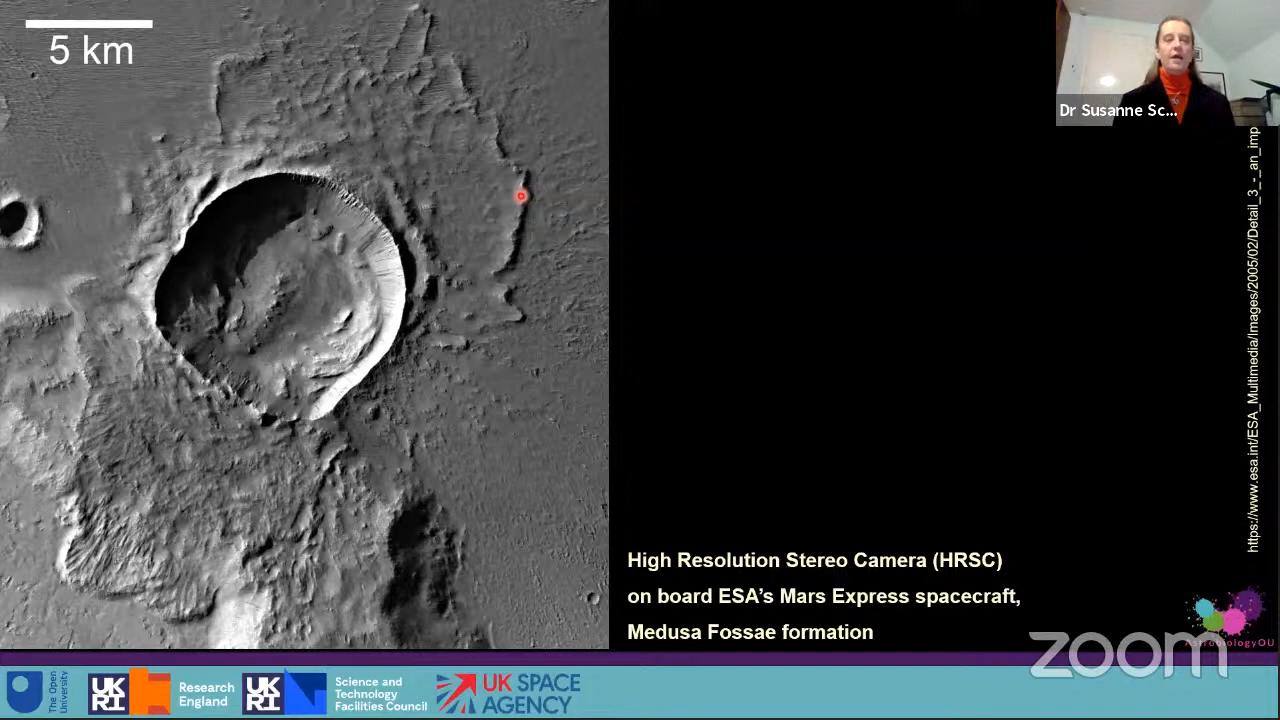 5 km
Dr Susanne Sc...
https://www.esa.int/ESA_Multimedia/Images/2005/02/Detail_3_-_an_imp
High Resolution Stereo Camera (HRSC)
on board ESA's Mars Express spacecraft,
Medusa Fossae formation
AstrobiologyOU
zoom
The Open
University
UK
RI
Research
England
UK
RI
Science and
Technology
Facilities Council
UK SPACE
AGENCY